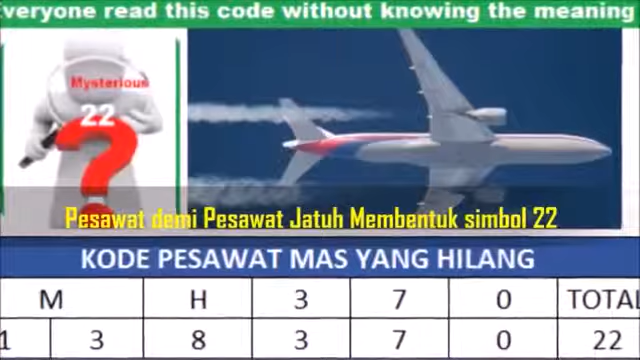 veryone read this code without knowing the meaning
Mysterious
22
?
Pesawat demi Pesawat Jatuh Membentuk simbol 22
KODE PESAWAT MAS YANG HILANG
M H 3 7 0 TOTAL
1 3 8 3 7 0 22